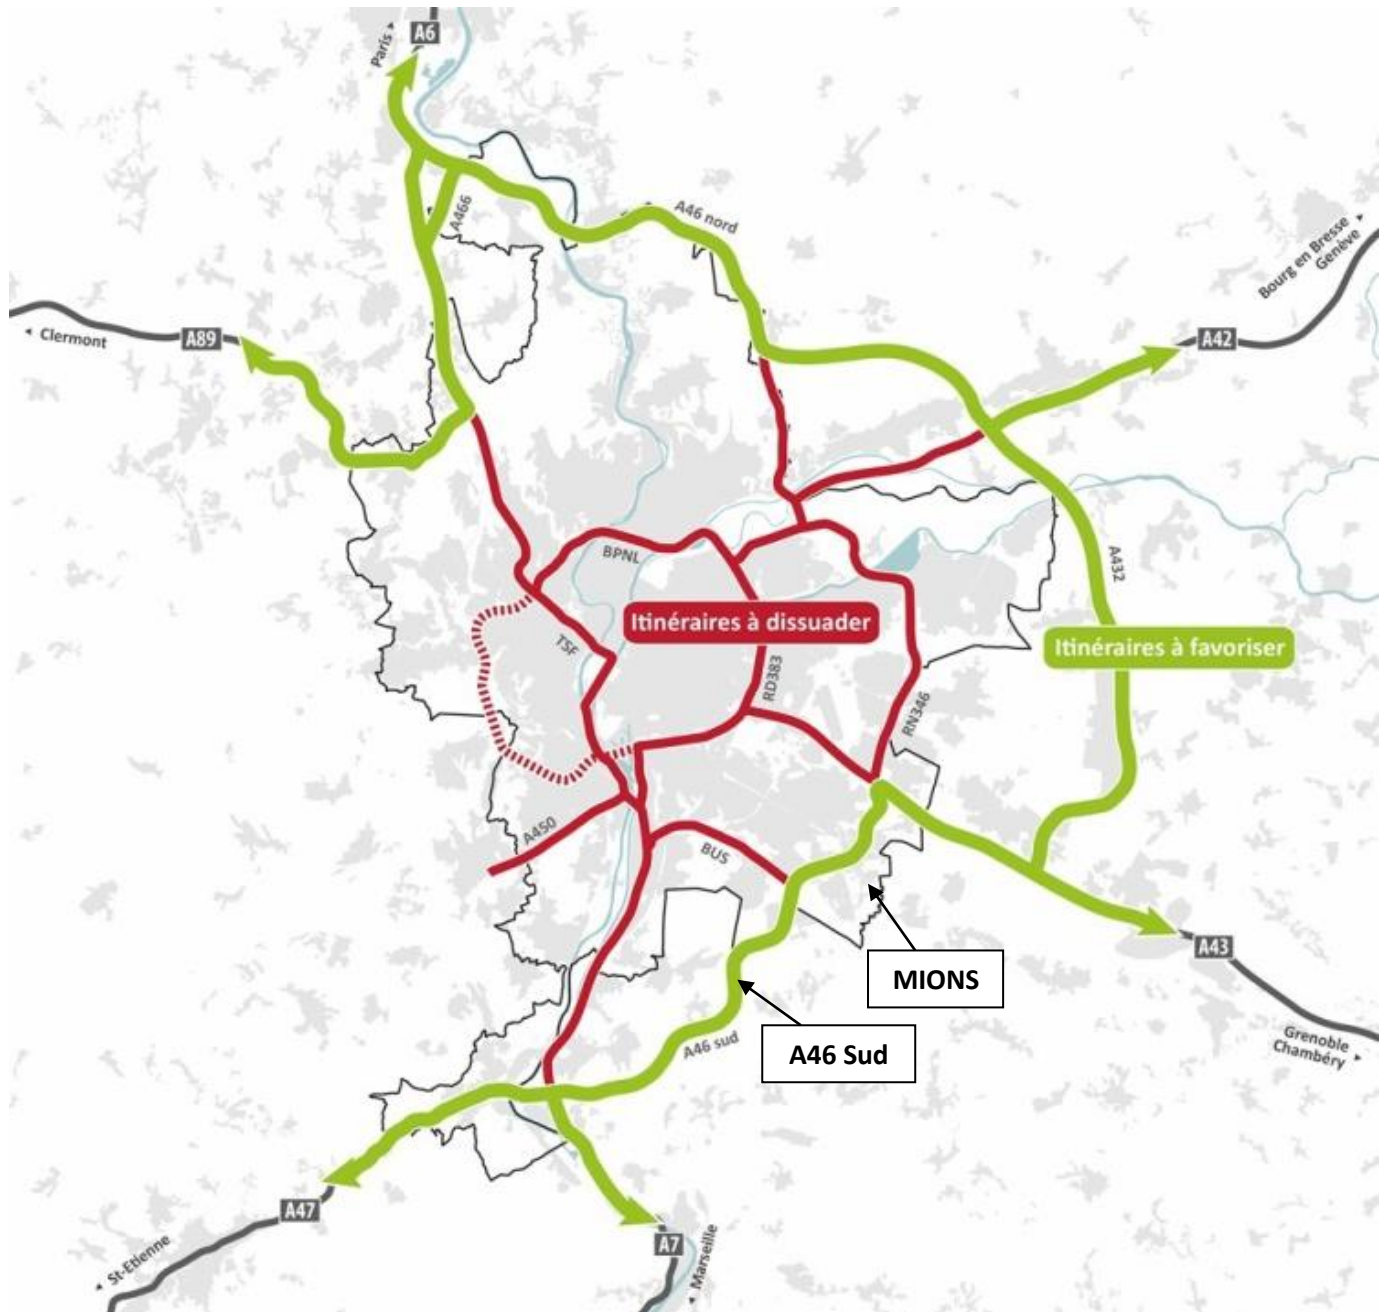 A6
Paris
A466
A46 nord
Bourg en Bresse
Genève
Clermont
A89
A42
BPNL
A432
Itinéraires à dissuader
TSF
Itinéraires à favoriser
RD383
RN346
A450
BUS
MIONS
A43
A46 sud
A46 Sud
Grenoble
Chambéry
A47
St-Etienne
A7
Marseille